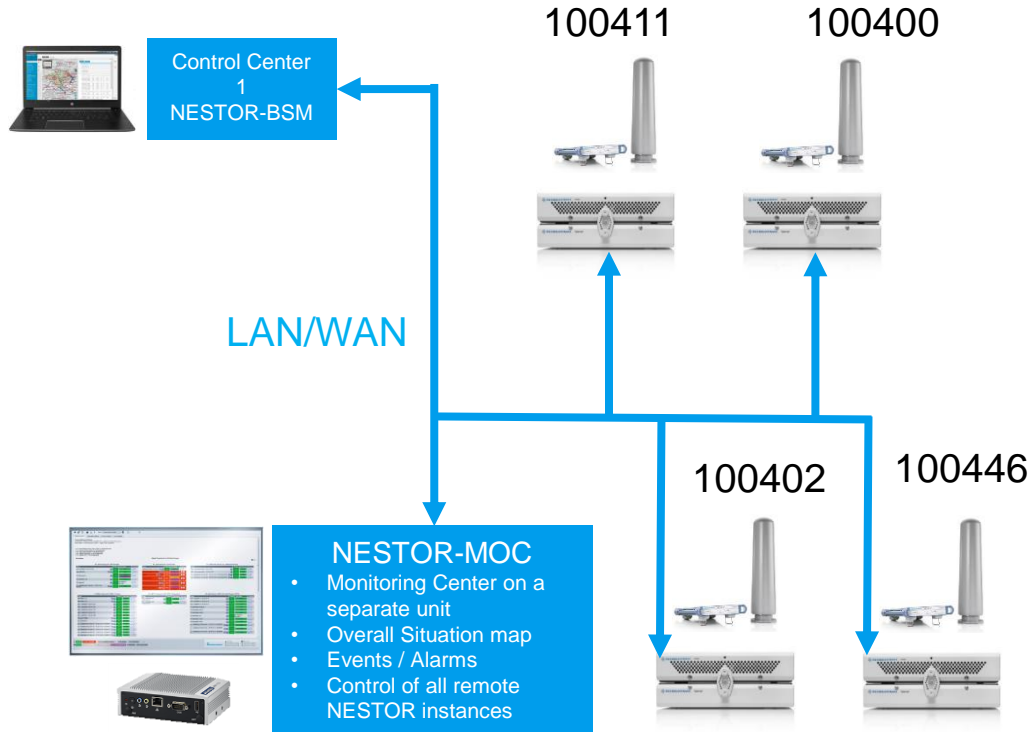 100411
100400
Control Center
1
NESTOR-BSM
LAN/WAN
100402
100446
NESTOR-MOC
• Monitoring Center on a
separate unit
• Overall Situation map
• Events / Alarms
• Control of all remote
NESTOR instances